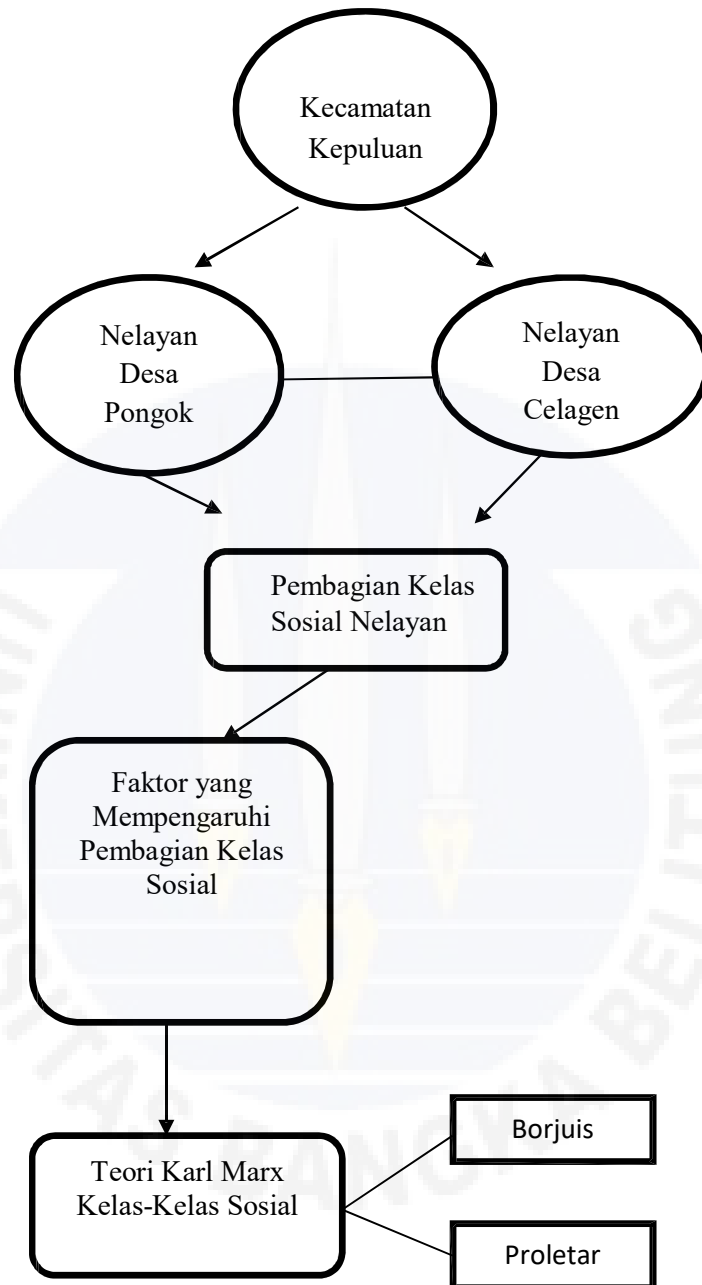 Kecamatan
Kepuluan
Nelayan
Desa
Pongok
Nelayan
Desa
Celagen
Pembagian Kelas
Sosial Nelayan
Faktor yang
Mempengaruhi
Pembagian Kelas
Sosial
Teori Karl Marx
Kelas-Kelas Sosial
Borjuis
Proletar